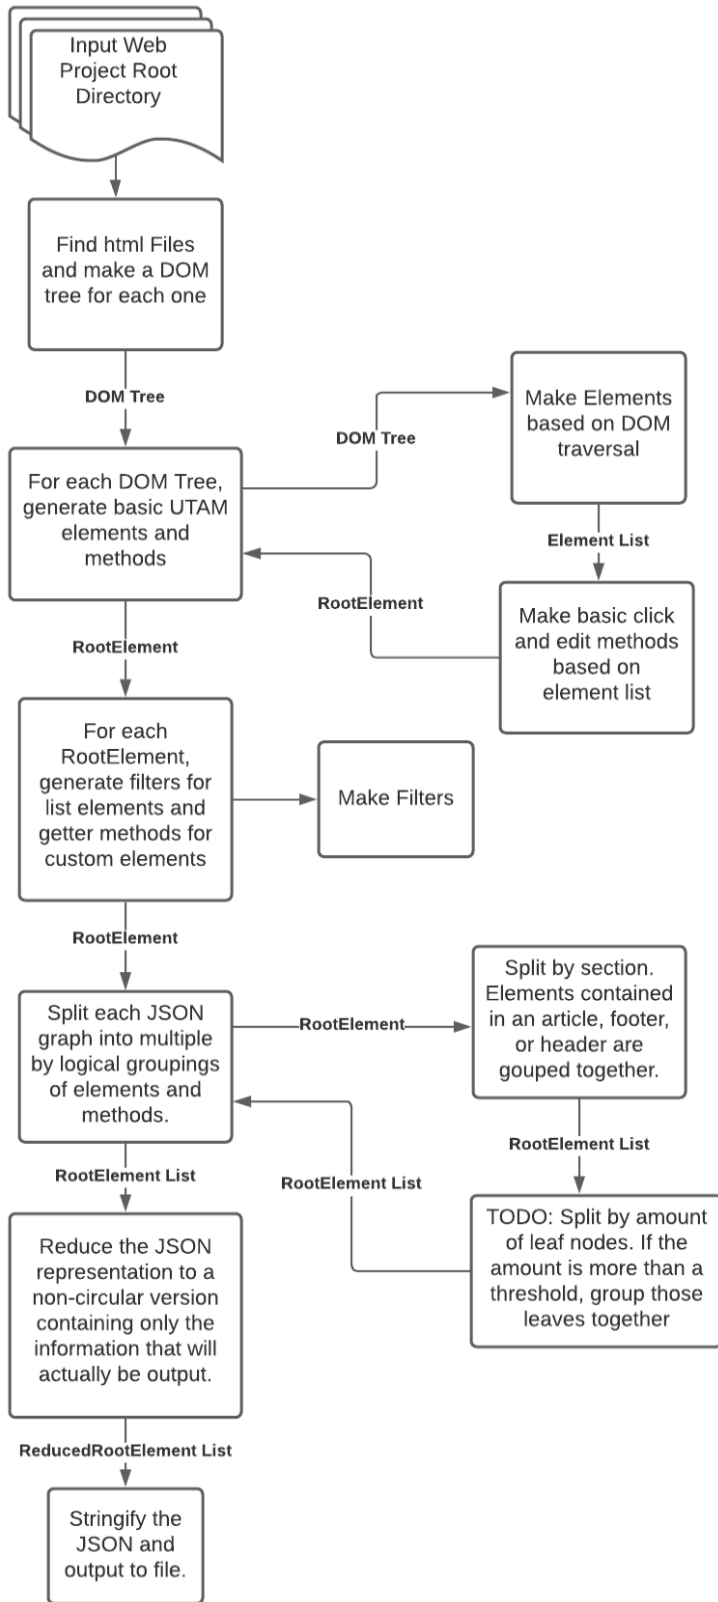 Input Web
Project Root
Directory
Find html Files
and make a DOM
tree for each one
DOM Tree
For each DOM Tree,
generate basic UTAM
elements and
methods
DOM Tree
Make Elements
based on DOM
traversal
Element List
Make basic click
and edit methods
based on
element list
RootElement
RootElement
For each
RootElement,
generate filters for
list elements and
getter methods for
custom elements
Make Filters
RootElement
Split each JSON
graph into multiple
by logical groupings
of elements and
methods.
RootElement
Split by section.
Elements contained
in an article, footer,
or header are
gouped together.
RootElement List
TODO: Split by amount
of leaf nodes. If the
amount is more than a
threshold, group those
leaves together
RootElement List
RootElement List
Reduce the JSON
representation to a
non-circular version
containing only the
information that will
actually be output.
ReducedRootElement List
Stringify the
JSON and
output to file.